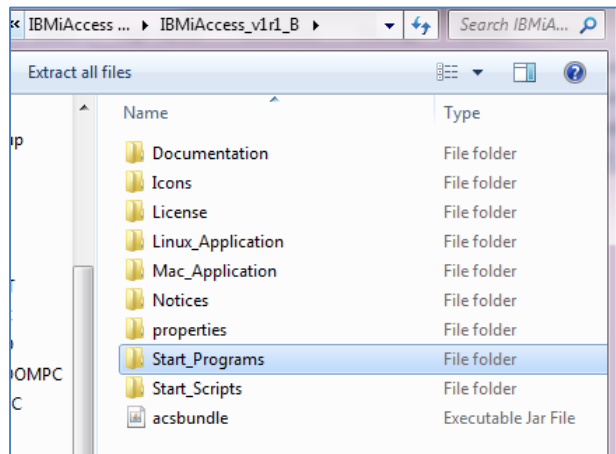 « IBMiAccess ... ▸ IBMiAccess_v1r1_B ▸ Search IBMiA...
Extract all files
Name Type
Documentation File folder
Icons File folder
License File folder
Linux_Application File folder
Mac_Application File folder
Notices File folder
properties File folder
Start_Programs File folder
Start_Scripts File folder
acsbundle Executable Jar File